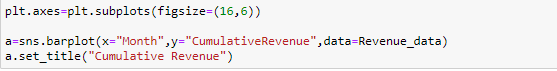 plt.axes=plt.subplots(figsize=(16,6))
a=sns.barplot(x="Month",y="CumulativeRevenue",data=Revenue_data)
a.set_title("Cumulative Revenue")